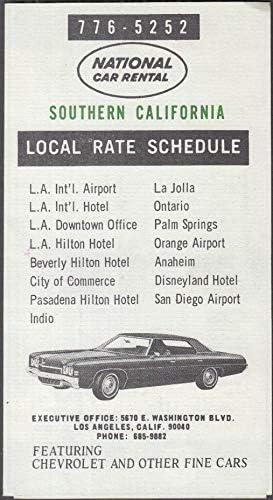 776-5252
NATIONAL
CAR RENTAL
SOUTHERN CALIFORNIA
LOCAL RATE SCHEDULE
L.A. Int'l. Airport
L.A. Int'l. Hotel
L.A. Downtown Office
L.A. Hilton Hotel
Beverly Hilton Hotel
City of Commerce
Pasadena Hilton Hotel
Indio
La Jolla
Ontario
Palm Springs
Orange Airport
Anaheim
Disneyland Hotel
San Diego Airport
EXECUTIVE OFFICE: 5670 E. WASHINGTON BLVD.
LOS ANGELES, CALIF. 90040
PHONE: 685-9882
FEATURING
CHEVROLET AND OTHER FINE CARS